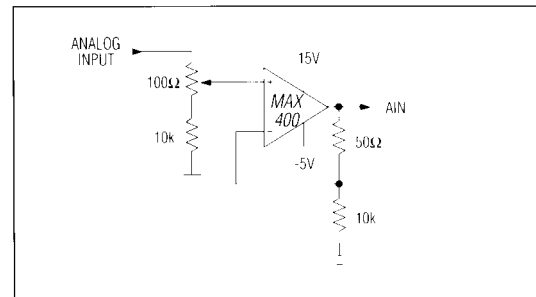 ANALOG
INPUT
100Ω
10k
+
MAX
400
-
15V
-5V
AIN
50Ω
10k